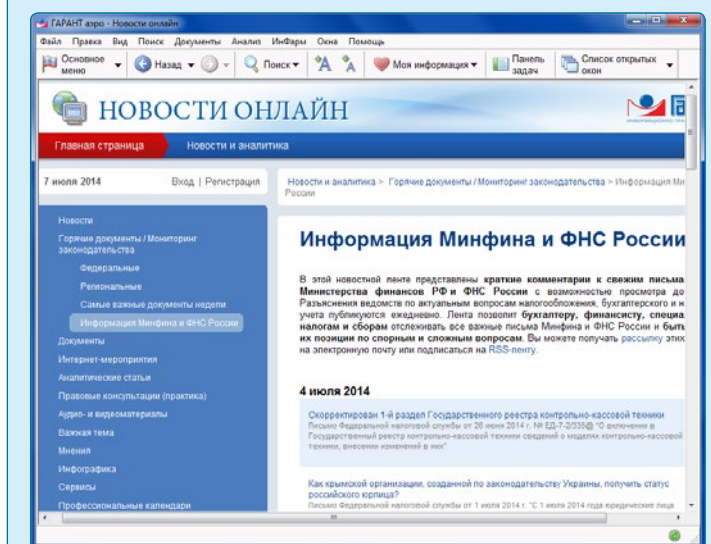 ГАРАНТ аэро - Новости онлайн
Файл Правка Вид Поиск Документы Анализ ИнФарм Окна Помощь
Основное меню Назад Поиск Моя информация Панель задач Список открытых окон
НОВОСТИ ОНЛАЙН
Главная страница Новости и аналитика
7 июля 2014 Вход | Регистрация
Новости и аналитика > Горячие документы / Мониторинг законодательства > Информация Ми
России
Новости
Горячие документы / Мониторинг
законодательства
Федеральные
Региональные
Самые важные документы недели
Информация Минфина и ФНС России
Документы
Интернет-мероприятия
Аналитические статьи
Правовые консультации (практика)
Аудио- и видеоматериалы
Важная тема
Мнения
Инфографика
Сервисы
Профессиональные календари
Информация Минфина и ФНС России
В этой новостной ленте представлены краткие комментарии к свежим письма
Министерства финансов РФ и ФНС России с возможностью просмотра до
Разъяснения ведомств по актуальным вопросам налогообложения, бухгалтерского и н
учета публикуются ежедневно. Лента позволит бухгалтеру, финансисту, специа
налогам и сборам отслеживать все важные письма Минфина и ФНС России и быть
их позиции по спорным и сложным вопросам. Вы можете получать рассылку этих
на электронную почту или подписаться на RSS-ленту.
4 июля 2014
Скорректирован 1-й раздел Государственного реестра контрольно-кассовой техники
Письмо Федеральной налоговой службы от 26 июня 2014 г. № ЕД-7-2/335@ "О включении в
Государственный реестр контрольно-кассовой техники сведений о моделях контрольно-кассовой
техники, внесении изменений в них"
Как крымской организации, созданной по законодательству Украины, получить статус
российского юрлица?
Письмо Федеральной налоговой службы от 1 июля 2014 г. "С 1 июля 2014 года юридические лица